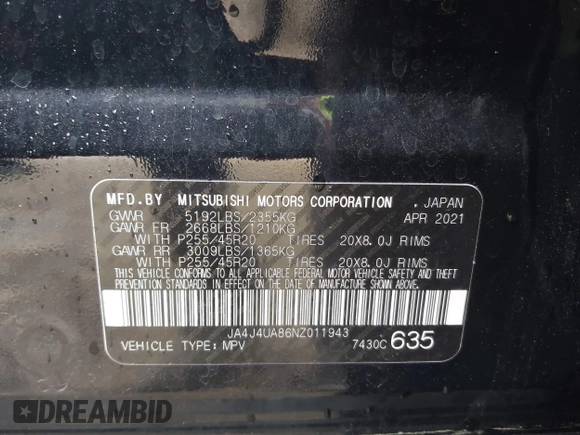 MFD.BY MITSUBISHI MOTORS CORPORATION , JAPAN
GVWR 5192LBS/2355KG APR 2021
GAWR FR 2668LBS/1210KG
WITH P255/45R20 TIRES 20X8.0J RIMS
GAWR RR 3009LBS/1365KG
WITH P255/45R20 TIRES 20X8.0J RIMS
THIS VEHICLE CONFORMS TO ALL APPLICABLE FEDERAL MOTOR VEHICLE SAFETY AND THEFT
PREVENTION STANDARDS IN EFFECT ON THE DATE OF MANUFACTURE SHOWN ABOVE.
JA4J4UA86NZ011943
VEHICLE TYPE: MPV 7430C 635
DREAMBID